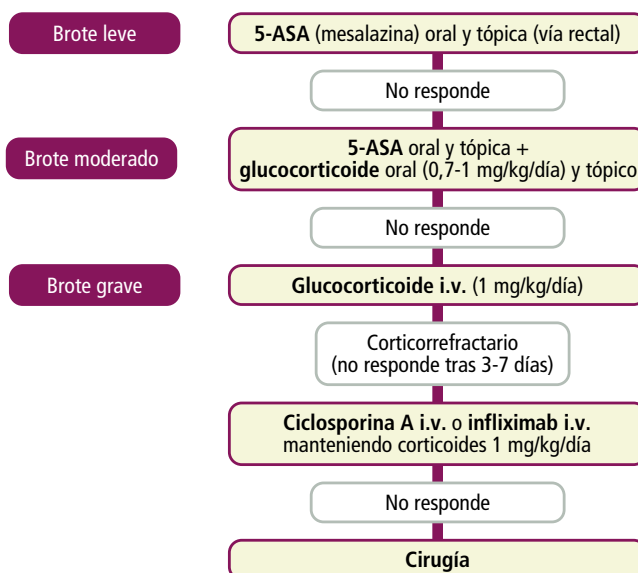 Brote leve
5-ASA (mesalazina) oral y tópica (vía rectal)
No responde
Brote moderado
5-ASA oral y tópica +
glucocorticoide oral (0,7-1 mg/kg/día) y tópico
No responde
Brote grave
Glucocorticoide i.v. (1 mg/kg/día)
Corticorrefractario
(no responde tras 3-7 días)
Ciclosporina A i.v. o infliximab i.v.
manteniendo corticoides 1 mg/kg/día
No responde
Cirugía